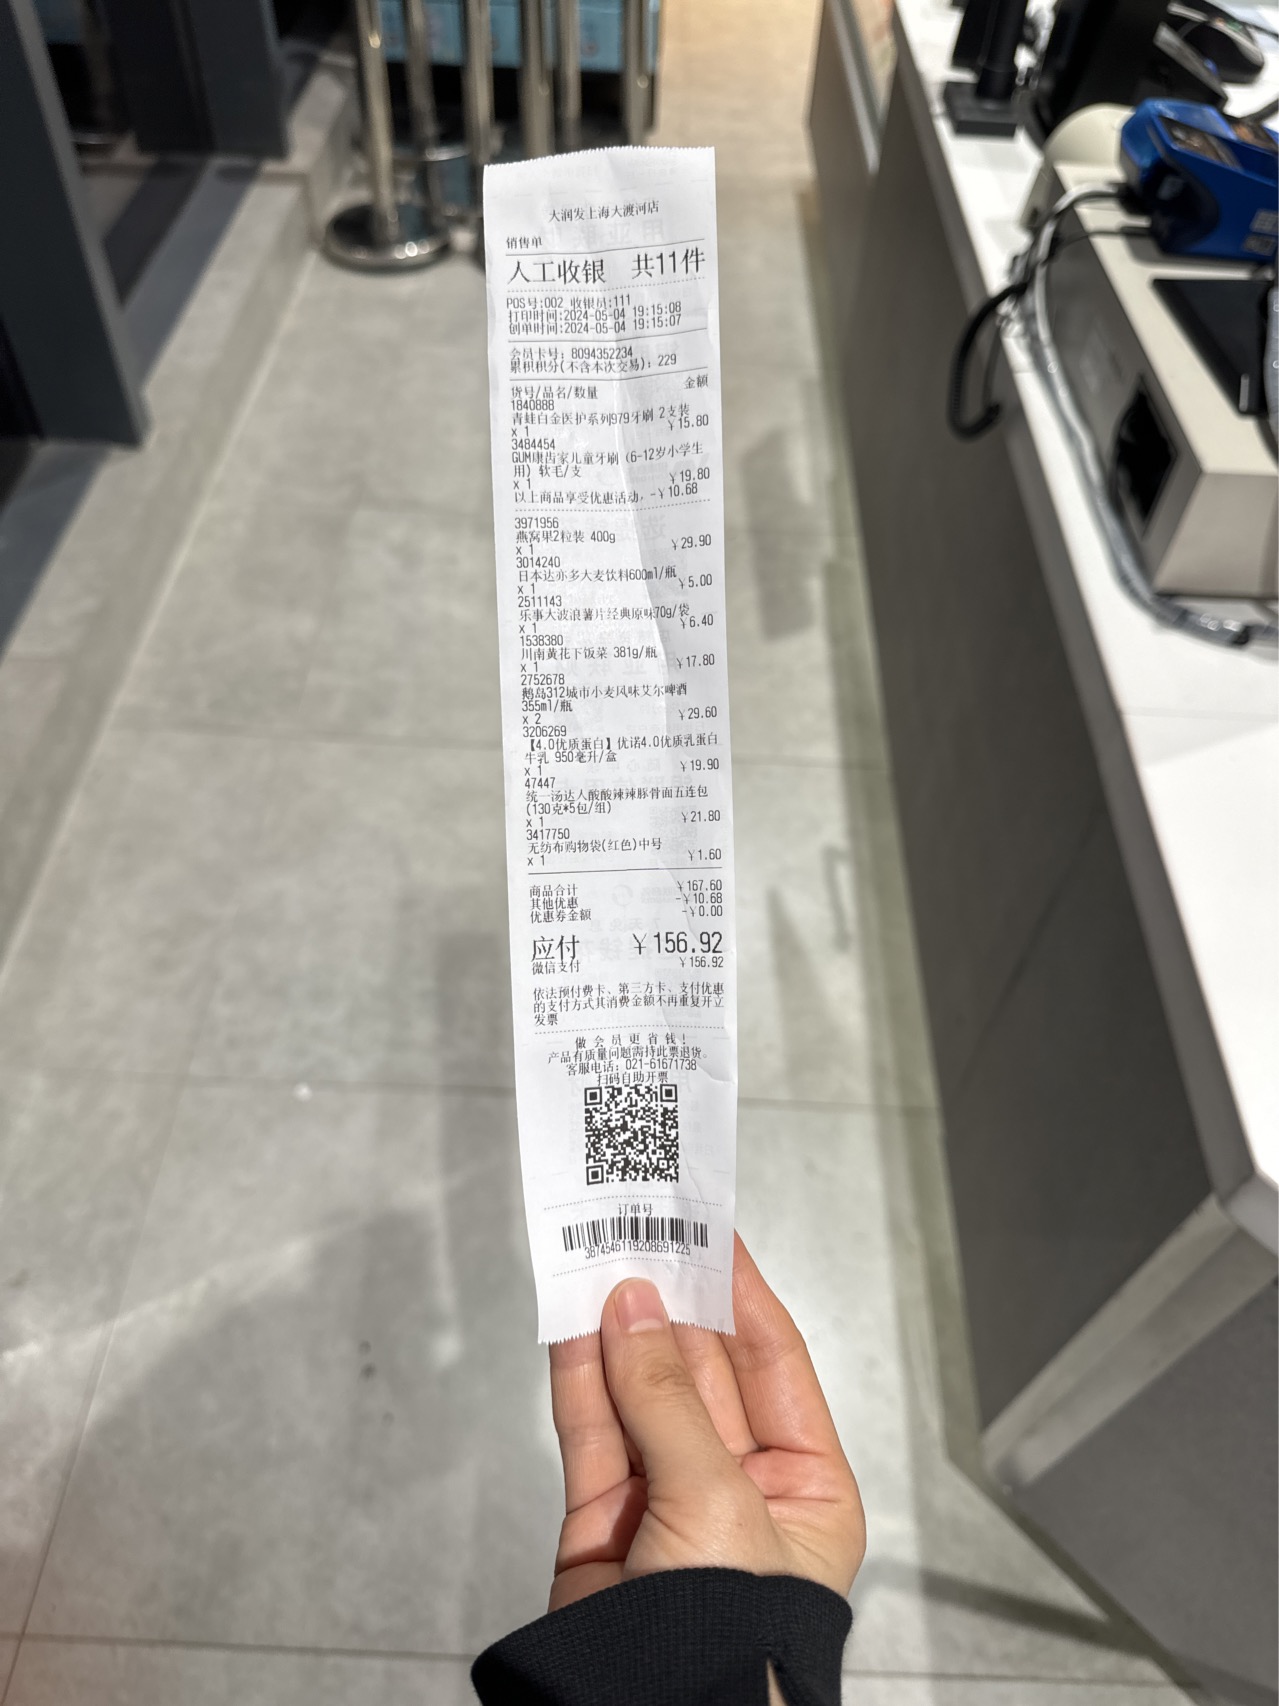 大润发上海大渡河店
销售单
人工收银 共11件
POS号:002 收银员:111
打印时间:2024-05-04 19:15:08
创单时间:2024-05-04 19:15:07
会员卡号: 8094352234
累积积分(不含本次交易): 229
货号/品名/数量 金额
1840888
青蛙白金医护系列979牙刷 2支装
x 1 ¥15.80
3484454
GUM康齿家儿童牙刷（6-12岁小学生
用）软毛/支
x 1 ¥19.80
以上商品享受优惠活动, -¥10.68
3971956
燕窝果2粒装 400g
x 1 ¥29.90
3014240
日本达亦多大麦饮料600ml/瓶
x 1 ¥5.00
2511143
乐事大波浪薯片经典原味70g/袋
x 1 ¥6.40
1538380
川南黄花下饭菜 381g/瓶
x 1 ¥17.80
2752678
鹅岛312城市小麦风味艾尔啤酒
355ml/瓶
x 2 ¥29.60
3206269
【4.0优质蛋白】优诺4.0优质乳蛋白
牛乳 950毫升/盒
x 1 ¥19.90
47447
统一汤达人酸酸辣辣豚骨面五连包
(130克*5包/组)
x 1 ¥21.80
3417750
无纺布购物袋(红色)中号
x 1 ¥1.60
商品合计 ¥167.60
其他优惠 -¥10.68
优惠券金额 -¥0.00
应付 ¥156.92
微信支付 ¥156.92
依法预付费卡、第三方卡、支付优惠
的支付方式其消费金额不再重复开立
发票
做会员更省钱!
产品有质量问题需持此票退货。
客服电话: 021-61671738
扫码自助开票
订单号
3874546119208691225